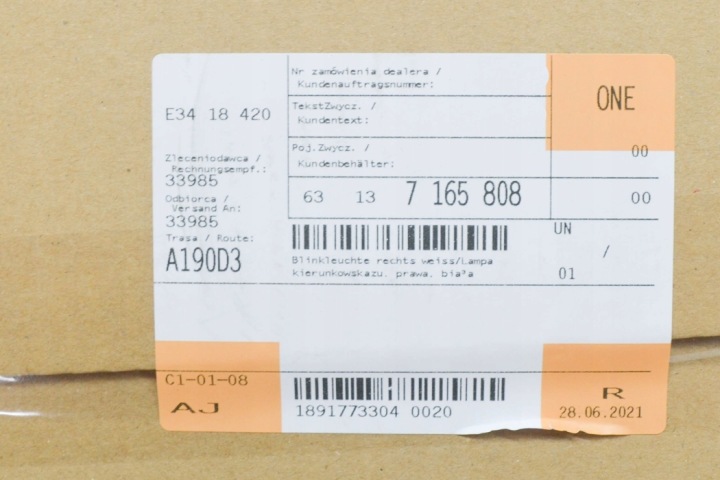 Nr zamówienia dealera /
Kundenauftragsnummer:
ONE
E34 18 420
TekstZwycz. /
Kundentext:
Poj.Zwycz. /
Kundenbehälter:
00
Zleceniodawca /
Rechnungsempf.:
33985
63 13 7 165 808
00
Odbiorca /
Versand An:
33985
Trasa / Route:
A190D3
UN
/
01
Blinkleuchte rechts weiss/Lampa
kierunkowskazu. prawa. bia³a
C1-01-08
AJ
1891773304 0020
R
28.06.2021